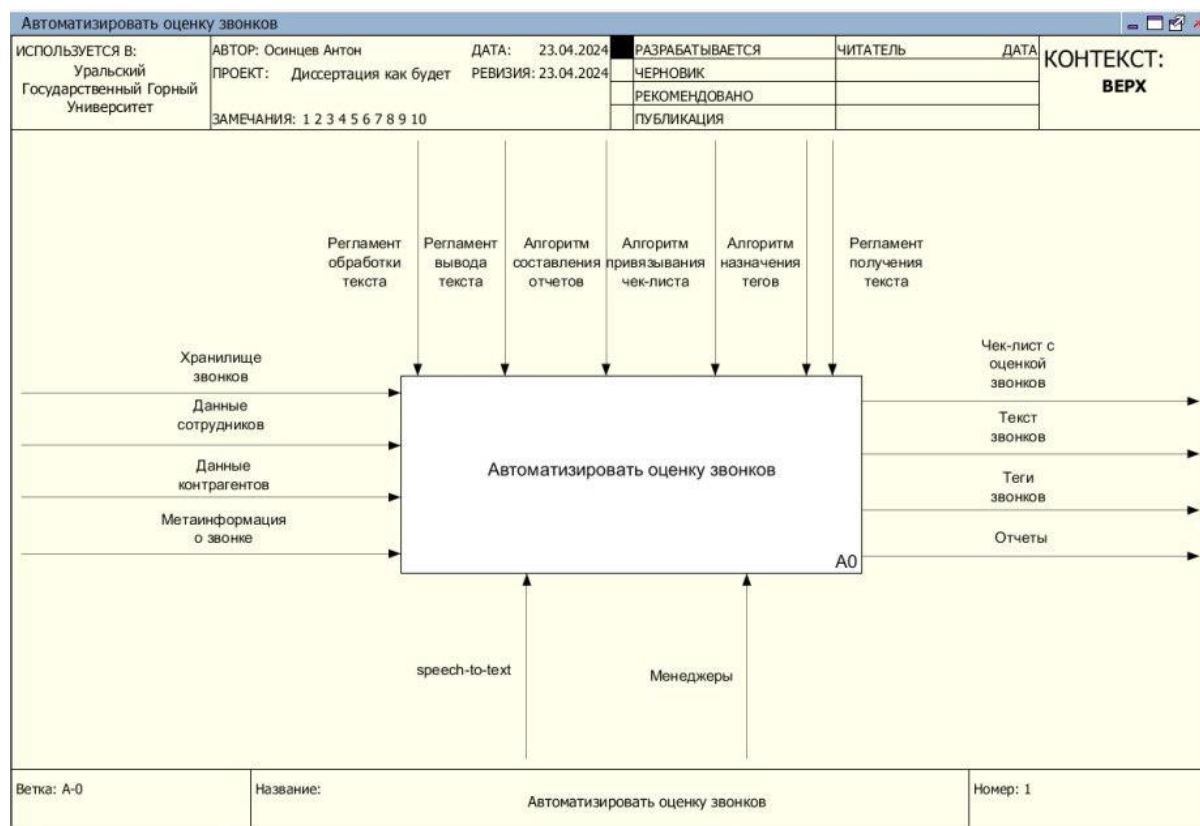 Автоматизировать оценку звонков
ИСПОЛЬЗУЕТСЯ В:
Уральский
Государственный Горный
Университет
АВТОР: Осинцев Антон
ДАТА: 23.04.2024
ПРОЕКТ: Диссертация как будет
РЕВИЗИЯ: 23.04.2024
ЗАМЕЧАНИЯ: 1 2 3 4 5 6 7 8 9 10
РАЗРАБАТЫВАЕТСЯ
ЧЕРНОВИК
РЕКОМЕНДОВАНО
ПУБЛИКАЦИЯ
ЧИТАТЕЛЬ
ДАТА
КОНТЕКСТ:
ВЕРХ
Регламент
обработки
текста
Регламент
вывода
текста
Алгоритм
составления
отчетов
Алгоритм
привязывания
чек-листа
Алгоритм
назначения
тегов
Регламент
получения
текста
Хранилище
звонков
Данные
сотрудников
Данные
контрагентов
Метаинформация
о звонке
Автоматизировать оценку звонков
A0
Чек-лист с
оценкой
звонков
Текст
звонков
Теги
звонков
Отчеты
speech-to-text
Менеджеры
Ветка: A-0
Название:
Автоматизировать оценку звонков
Номер: 1